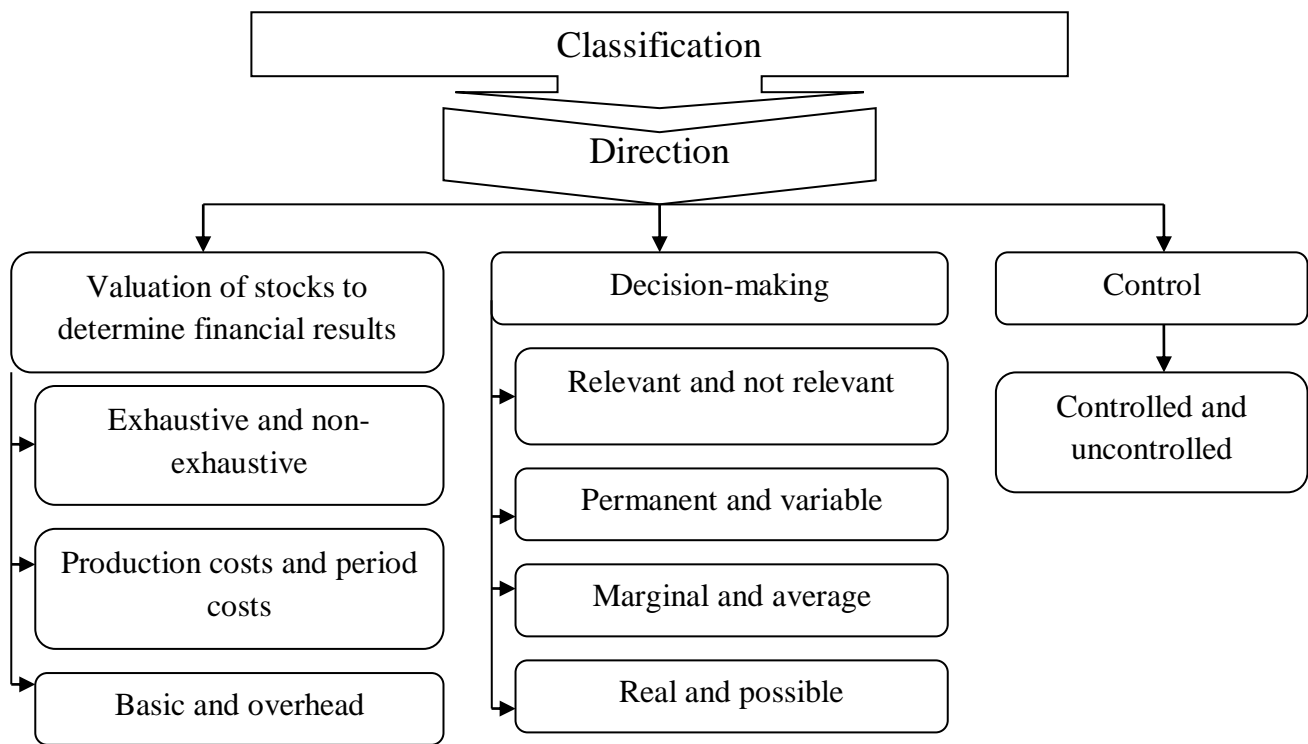 Classification
Direction
Valuation of stocks to
determine financial results
Exhaustive and non-
exhaustive
Production costs and period
costs
Basic and overhead
Decision-making
Relevant and not relevant
Permanent and variable
Marginal and average
Real and possible
Control
Controlled and
uncontrolled